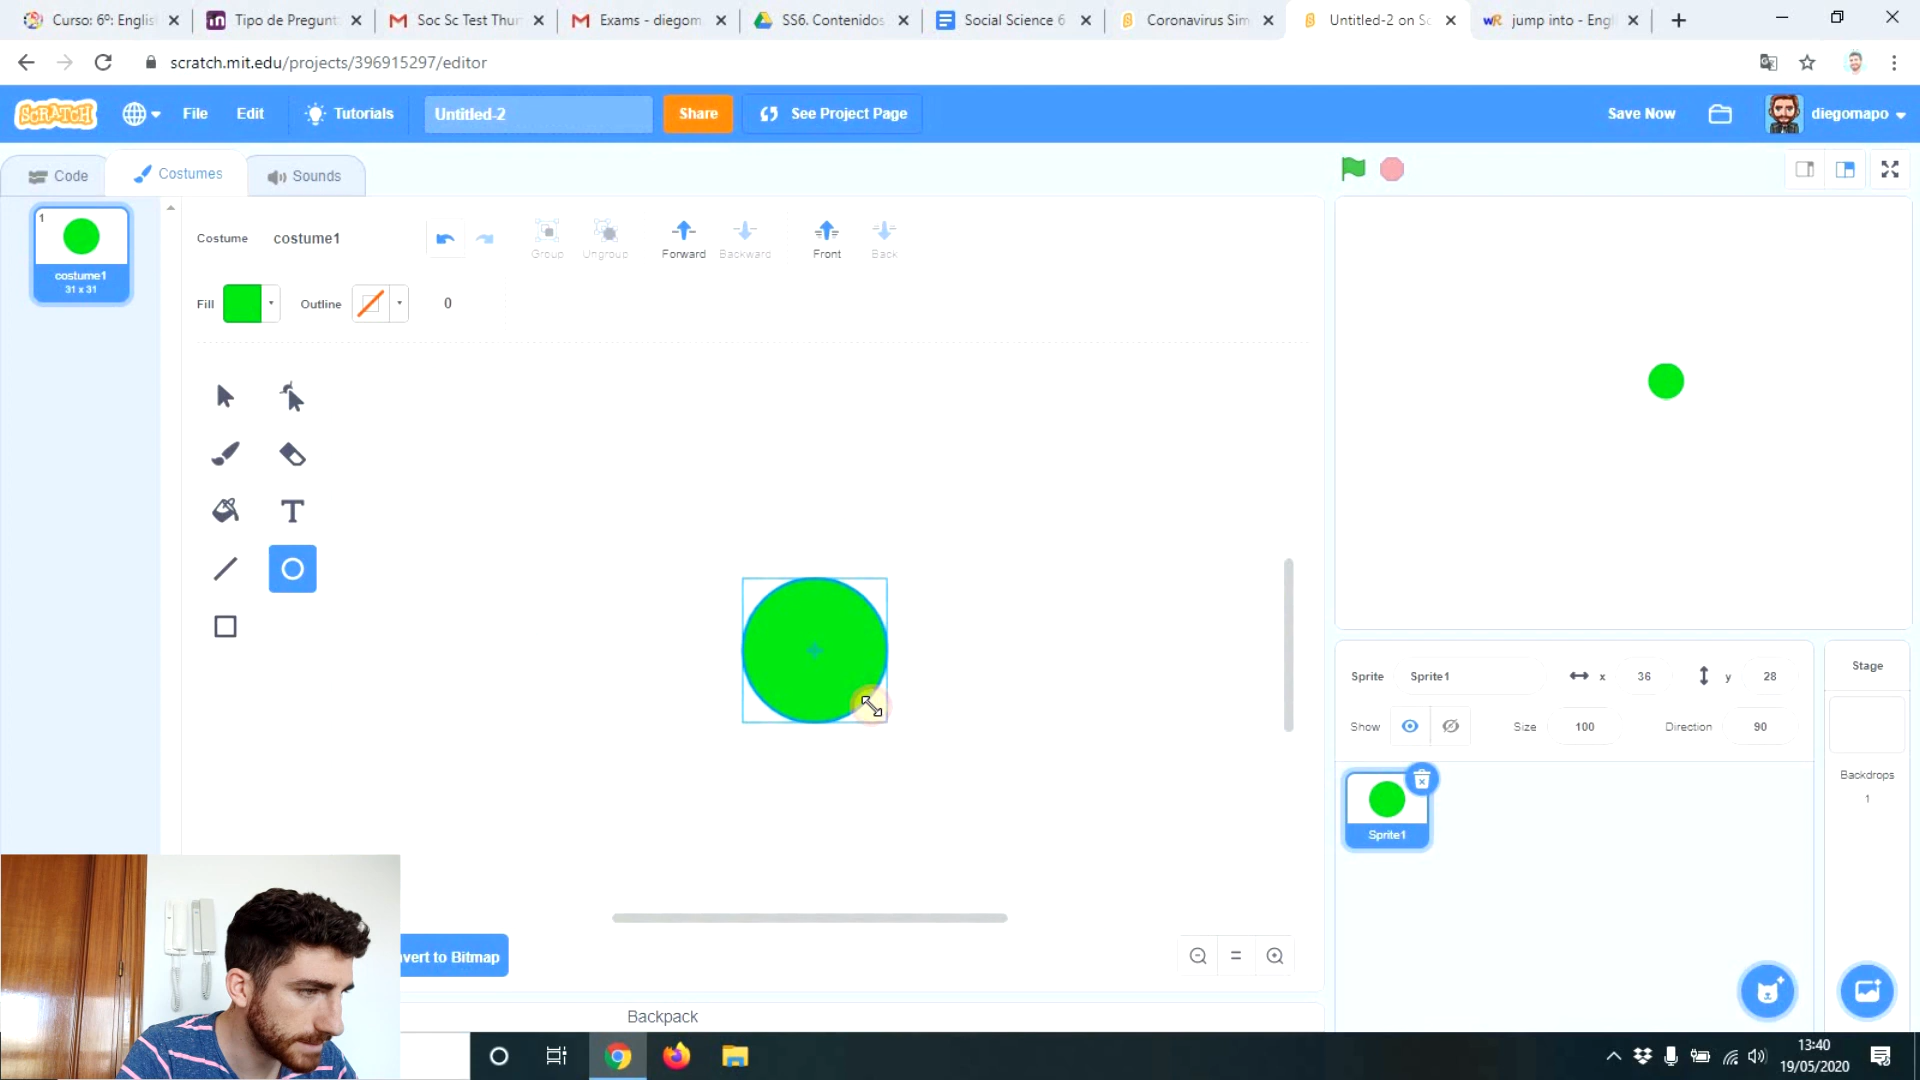 Curso: 6º: Englis
Tipo de Pregunt
Soc Sc Test Thur
Exams - diegom
SS6. Contenidos
Social Science 6
Coronavirus Sim
Untitled-2 on Sc
wR jump into - Engl
scratch.mit.edu/projects/396915297/editor
SCRATCH File Edit Tutorials Untitled-2 Share See Project Page Save Now diegomapo
Code Costumes Sounds
1
costume1
31 x 31
Costume costume1
Group Ungroup Forward Backward Front Back
Fill Outline 0
T
vert to Bitmap
Backpack
Sprite Sprite1 x 36 y 28
Show Size 100 Direction 90
Sprite1
Stage
Backdrops
1
13:40
19/05/2020